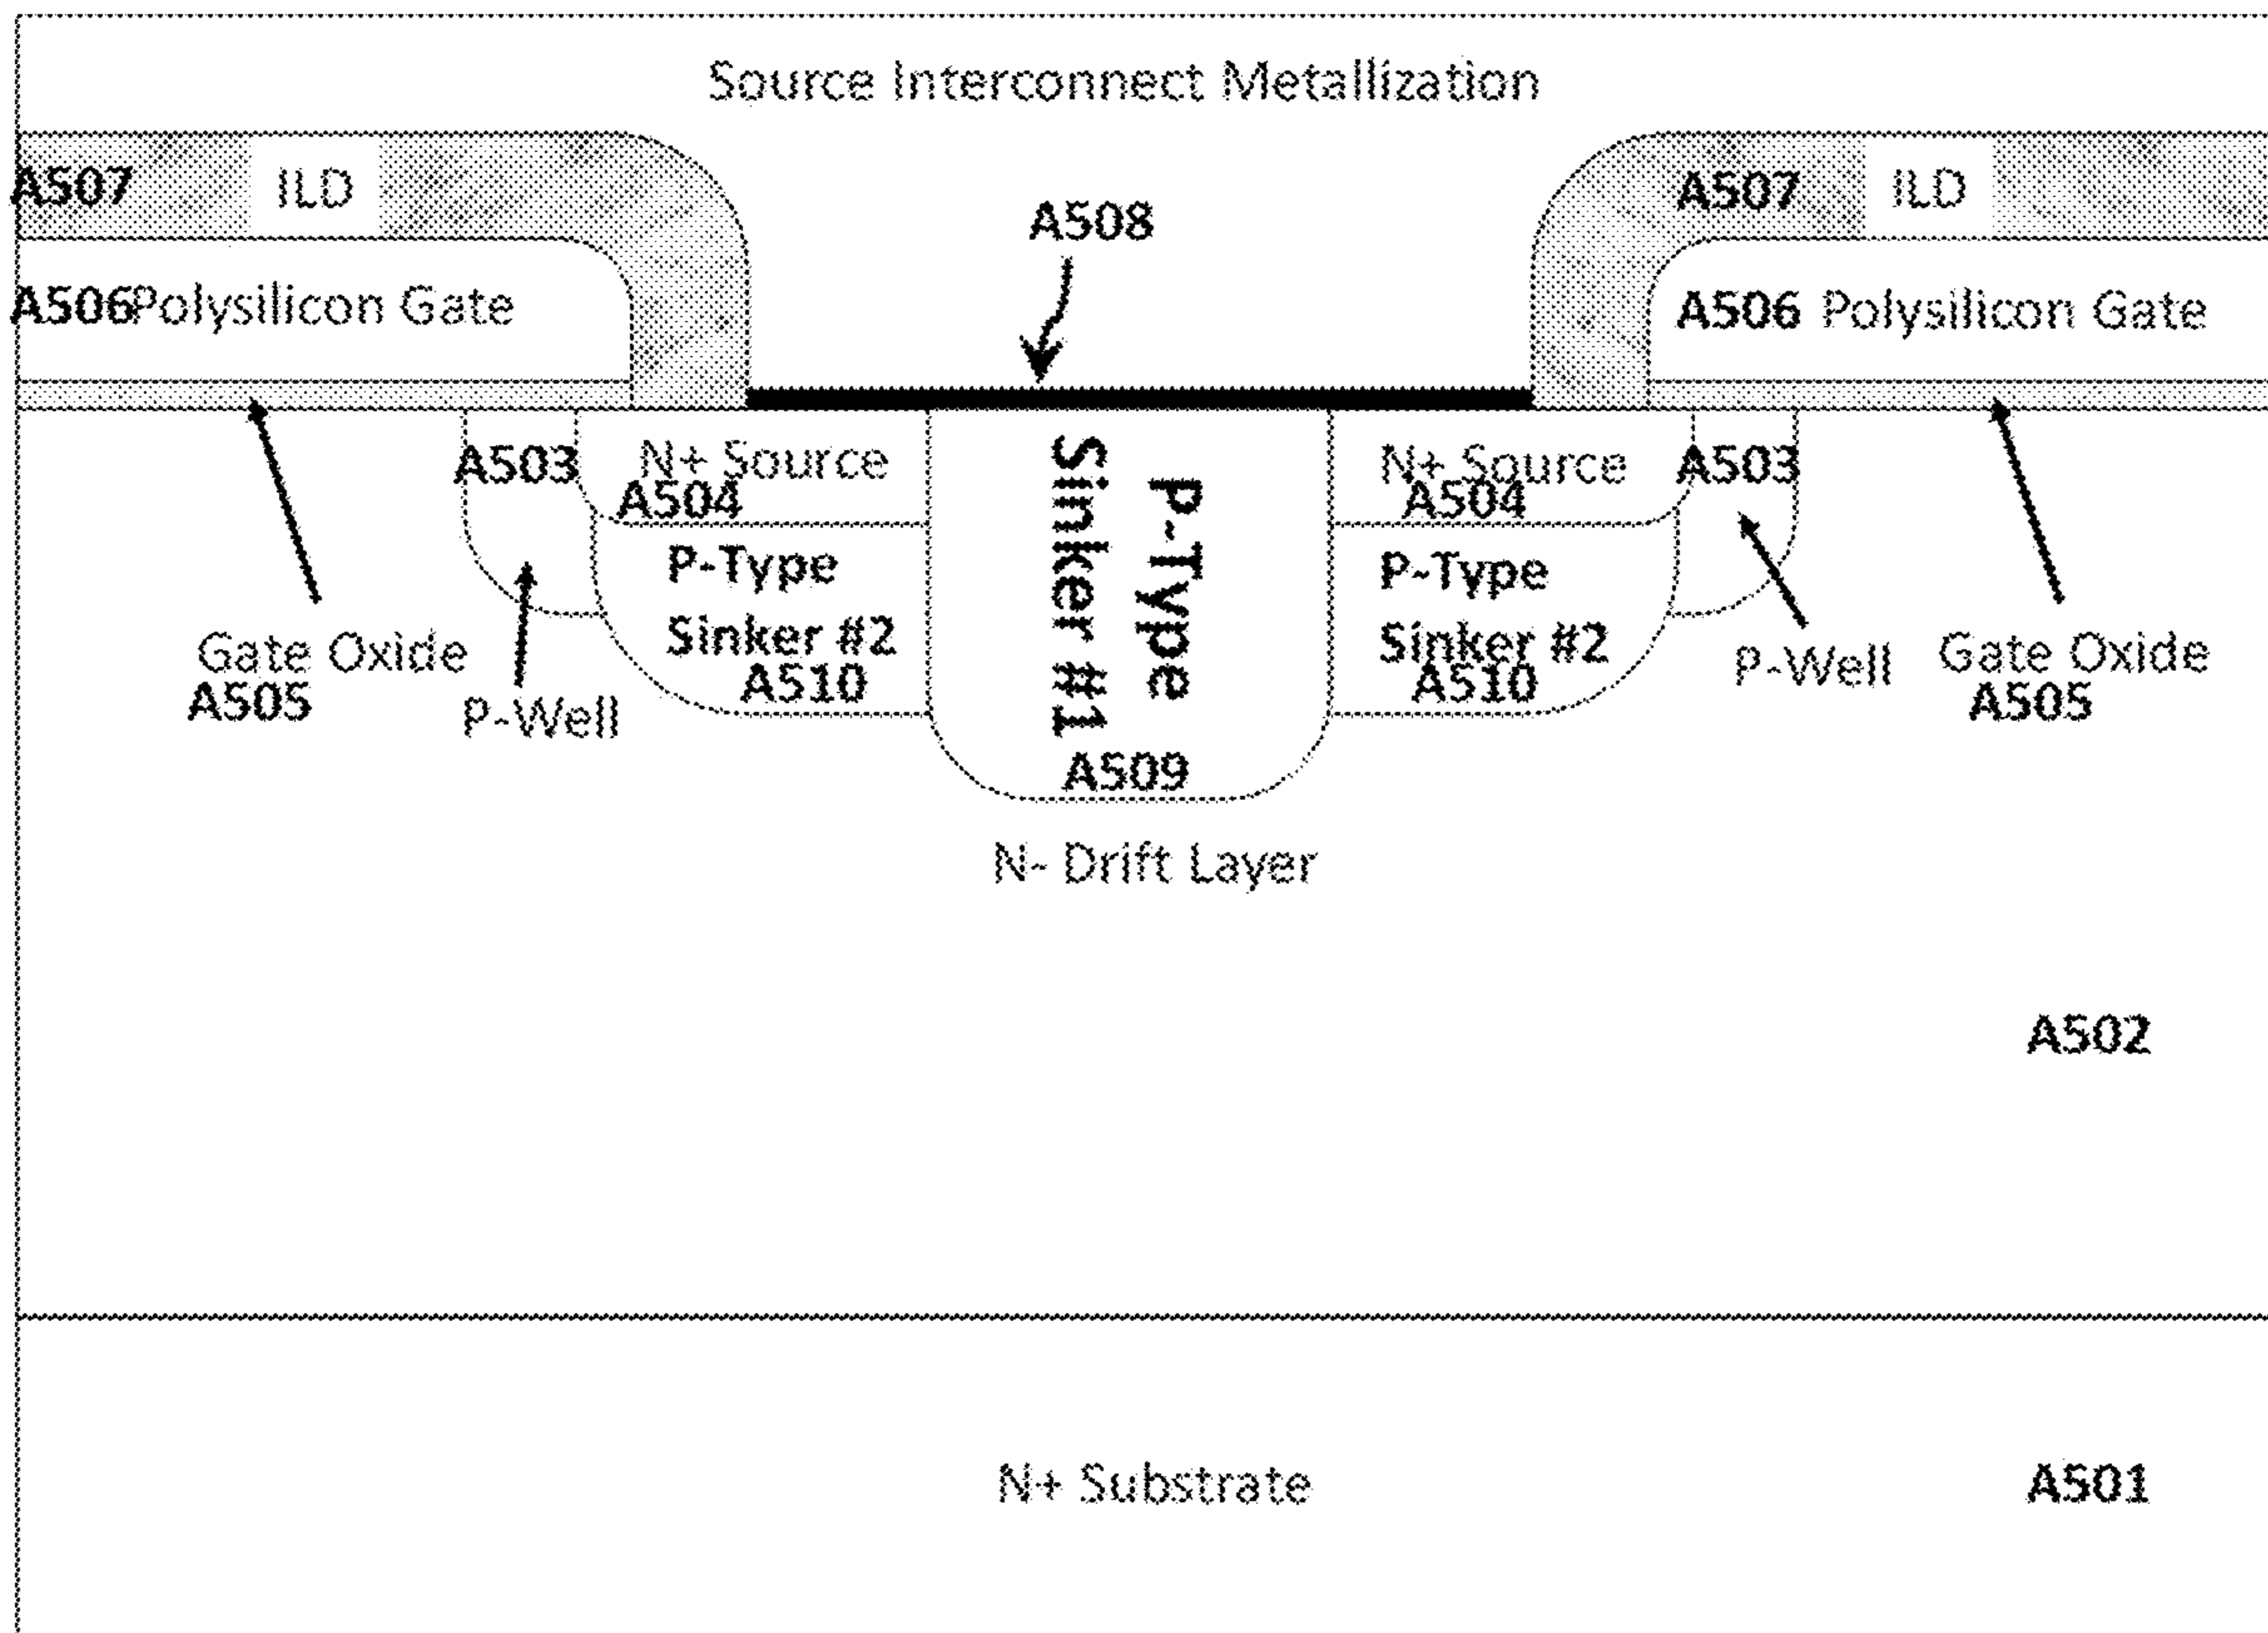 Source Interconnect Metallization
A507 ILD
A507 ILD
A508
A506 Polysilicon Gate
A506 Polysilicon Gate
A503
N+ Source
A504
N+ Source
A504
A503
P-Type
Sinker #2
A510
P-Type
Sinker #1
A509
P-Type
Sinker #2
A510
Gate Oxide
A505
P-Well
P-Well
Gate Oxide
A505
N- Drift Layer
A502
N+ Substrate
A501